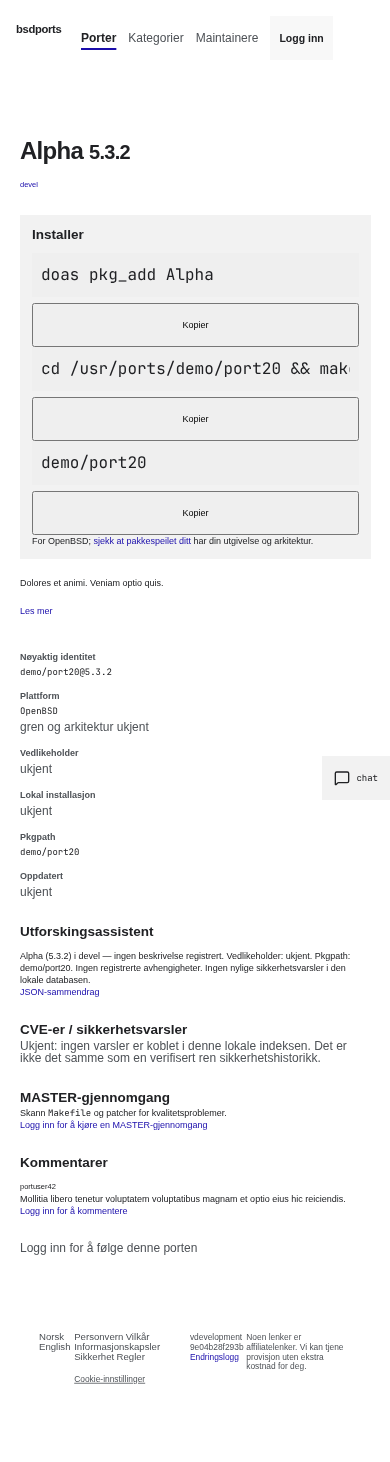 bsdports
Porter Kategorier Maintainere Logg inn
Alpha 5.3.2
devel
Installer
doas pkg_add Alpha
Kopier
cd /usr/ports/demo/port20 && make
Kopier
demo/port20
Kopier
For OpenBSD; sjekk at pakkespeilet ditt har din utgivelse og arkitektur.
Dolores et animi. Veniam optio quis.
Les mer
Nøyaktig identitet
demo/port20@5.3.2
Plattform
OpenBSD
gren og arkitektur ukjent
Vedlikeholder
ukjent
chat
Lokal installasjon
ukjent
Pkgpath
demo/port20
Oppdatert
ukjent
Utforskingsassistent
Alpha (5.3.2) i devel — ingen beskrivelse registrert. Vedlikeholder: ukjent. Pkgpath:
demo/port20. Ingen registrerte avhengigheter. Ingen nylige sikkerhetsvarsler i den
lokale databasen.
JSON-sammendrag
CVE-er / sikkerhetsvarsler
Ukjent: ingen varsler er koblet i denne lokale indeksen. Det er
ikke det samme som en verifisert ren sikkerhetshistorikk.
MASTER-gjennomgang
Skann Makefile og patcher for kvalitetsproblemer.
Logg inn for å kjøre en MASTER-gjennomgang
Kommentarer
portuser42
Mollitia libero tenetur voluptatem voluptatibus magnam et optio eius hic reiciendis.
Logg inn for å kommentere
Logg inn for å følge denne porten
Norsk
English
Personvern Vilkår
Informasjonskapsler
Sikkerhet Regler
Cookie-innstillinger
vdevelopment
9e04b28f293b
Endringslogg
Noen lenker er
affiliatelenker. Vi kan tjene
provisjon uten ekstra
kostnad for deg.